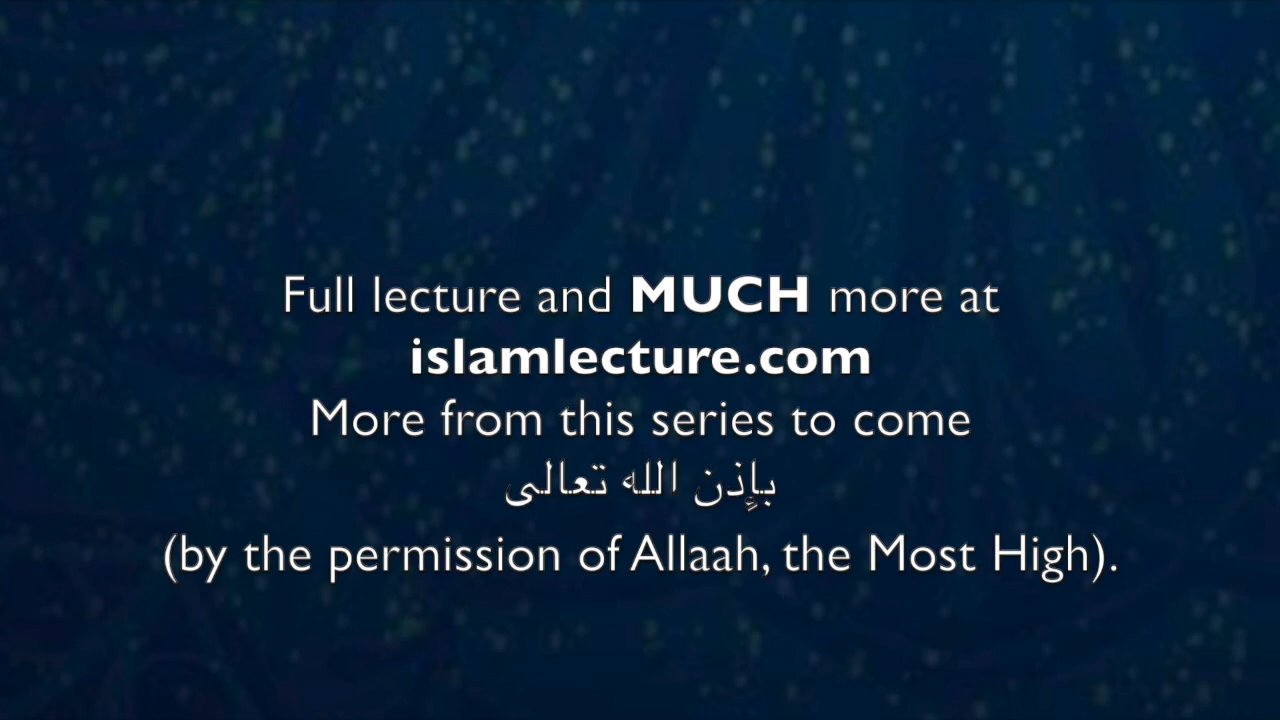 Full lecture and MUCH more at
islamlecture.com
More from this series to come
بإذن الله تعالى
(by the permission of Allaah, the Most High).